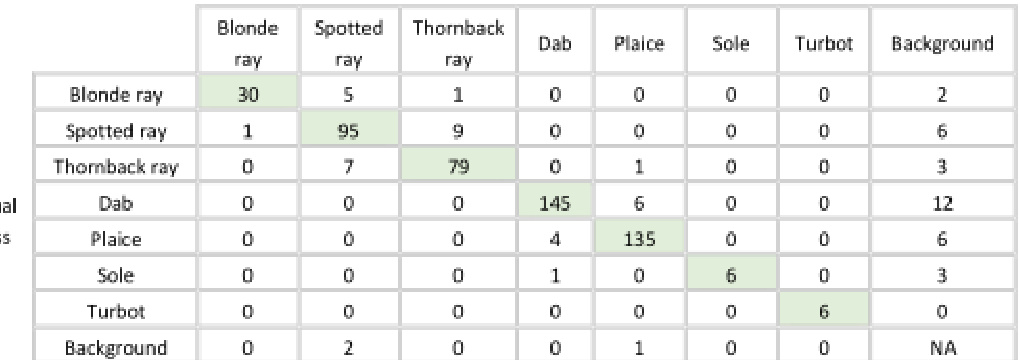 Blonde ray Spotted ray Thornback ray Dab Plaice Sole Turbot Background
Blonde ray 30 5 1 0 0 0 0 2
Spotted ray 1 95 9 0 0 0 0 6
Thornback ray 0 7 79 0 1 0 0 3
Dab 0 0 0 145 6 0 0 12
Plaice 0 0 0 4 135 0 0 6
Sole 0 0 0 1 0 6 0 3
Turbot 0 0 0 0 0 0 6 0
Background 0 2 0 0 1 0 0 NA